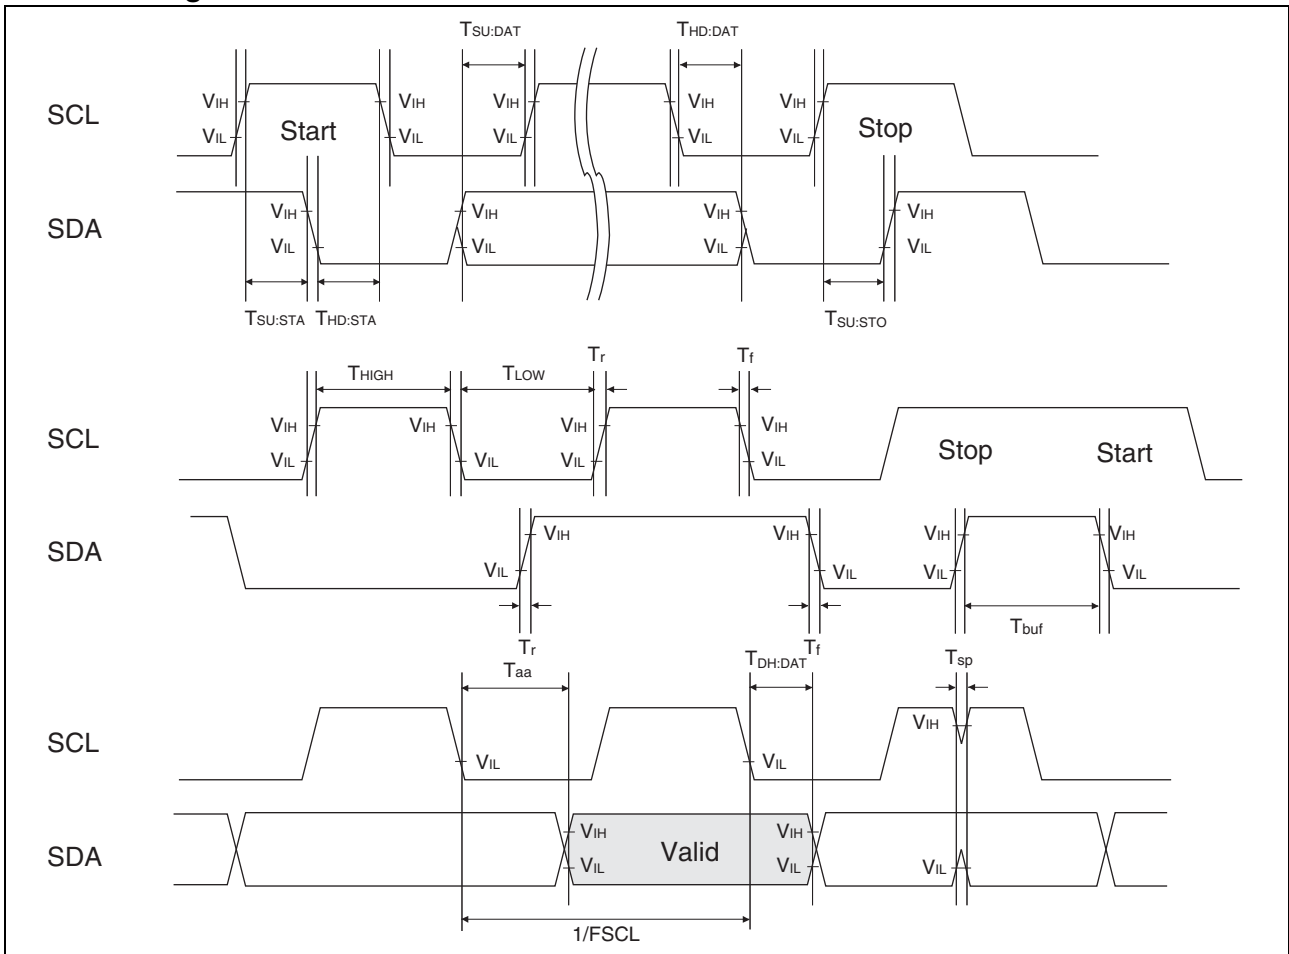 g
TSU:DAT THD:DAT
SCL VIH VIH VIH VIH VIH
VIL VIL VIL VIL VIL
Start Stop
SDA VIH VIH VIH VIH
VIL VIL VIL VIL
TSU:STA THD:STA TSU:STO
Tr Tf
THIGH TLOW
SCL VIH VIH VIH VIH
VIL VIL VIL VIL
Stop Start
SDA VIH VIH VIH VIH
VIL VIL VIL VIL
Tr Tf Tbuf
Taa TDH:DAT Tsp
SCL VIL VIL VIH
SDA VIH VIH
VIL VIL VIL
Valid
1/FSCL